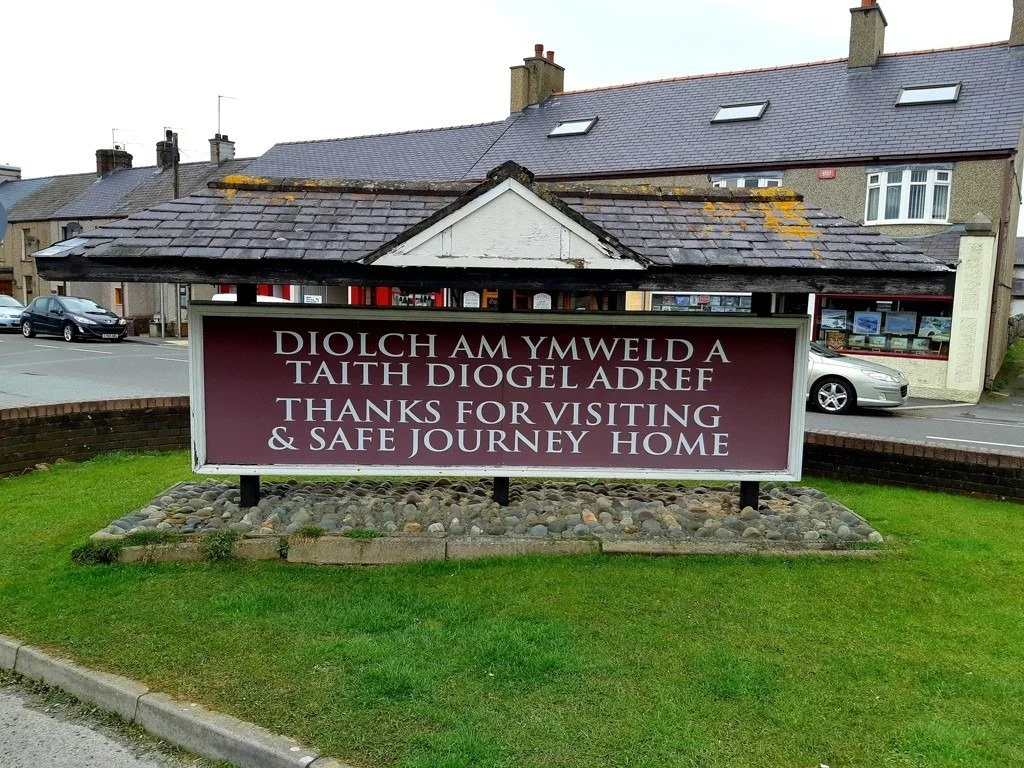 DIOLCH AM YMWELD A
TAITH DIOGEL ADREF
THANKS FOR VISITING
& SAFE JOURNEY HOME